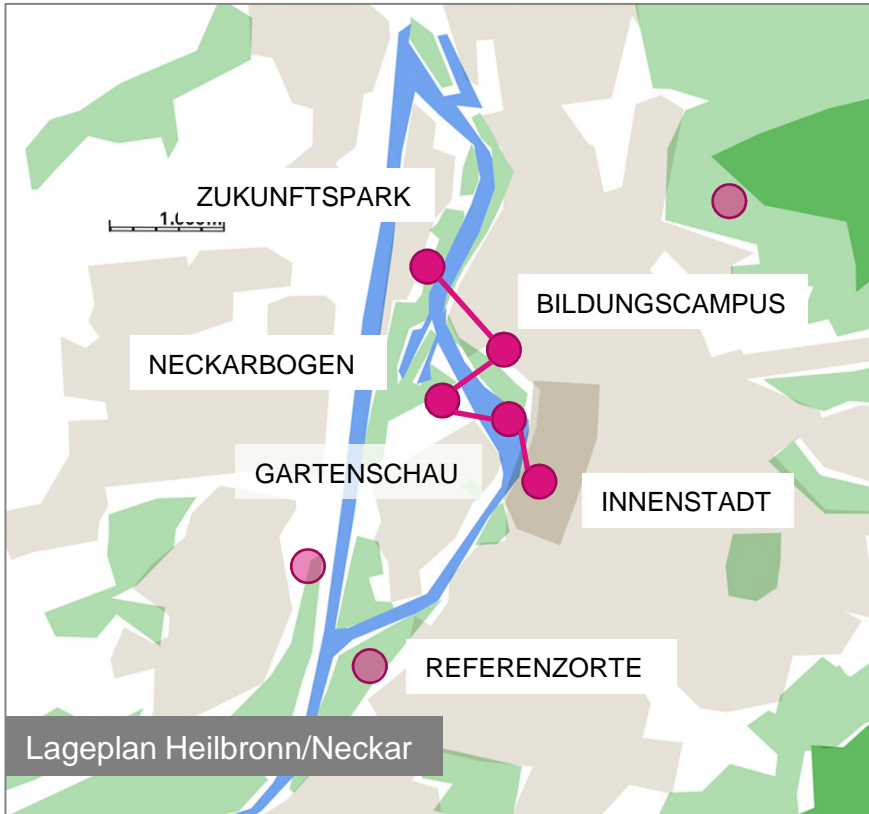 ZUKUNFTSPARK
BILDUNGSCAMPUS
NECKARBOGEN
GARTENSCHAU
INNENSTADT
REFERENZORTE
Lageplan Heilbronn/Neckar